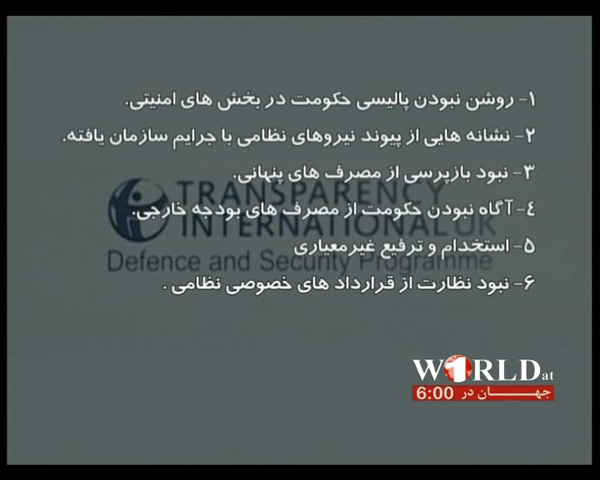 ۱- روشن نبودن پالیسی حکومت در بخش های امنیتی.
۲- نشانه هایی از پیوند نیروهای نظامی با جرایم سازمان یافته.
۳- نبود بازپرسی از مصرف های پنهانی.
TRANSPARENCY
٤- آگاه نبودن حکومت از مصرف های بودجه خارجی.
INTERNATIONAL UK
۵- استخدام و ترفیع غیرمعیاری
Defence and Security Programme
۶- نبود نظارت از قرارداد های خصوصی نظامی .
W1RLD at
جهـــــان در 6:00